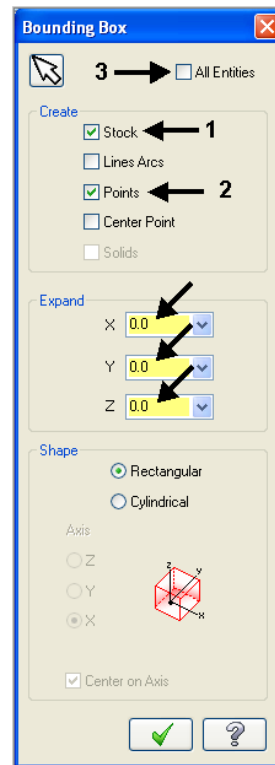 Bounding Box
3 All Entities
Create
Stock 1
Lines Arcs
Points 2
Center Point
Solids
Expand
X 0.0
Y 0.0
Z 0.0
Shape
Rectangular
Cylindrical
Axis
Z
Y
X
z
y
x
Center on Axis
?